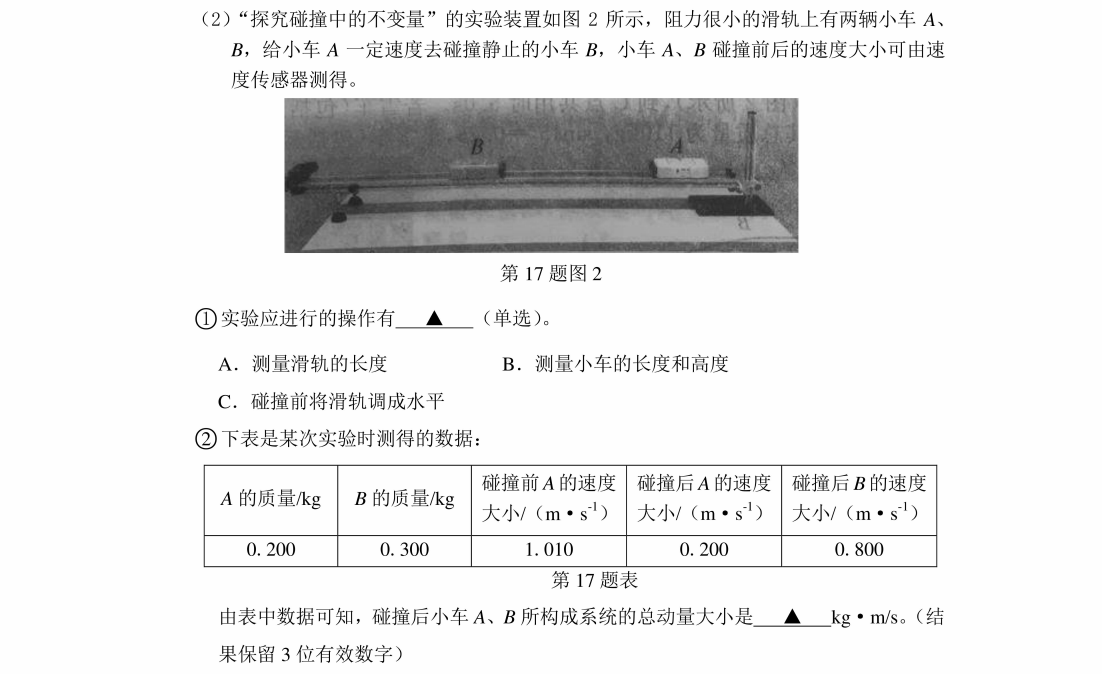 （2）“探究碰撞中的不变量”的实验装置如图 2 所示，阻力很小的滑轨上有两辆小车 A、
B，给小车 A 一定速度去碰撞静止的小车 B，小车 A、B 碰撞前后的速度大小可由速
度传感器测得。
B
A
第 17 题图 2
①实验应进行的操作有 ▲ （单选）。
A．测量滑轨的长度 B．测量小车的长度和高度
C．碰撞前将滑轨调成水平
②下表是某次实验时测得的数据：
A 的质量/kg B 的质量/kg 碰撞前 A 的速度大小/（m·s⁻¹） 碰撞后 A 的速度大小/（m·s⁻¹） 碰撞后 B 的速度大小/（m·s⁻¹）
0.200 0.300 1.010 0.200 0.800
第 17 题表
由表中数据可知，碰撞后小车 A、B 所构成系统的总动量大小是 ▲ kg·m/s。（结
果保留 3 位有效数字）